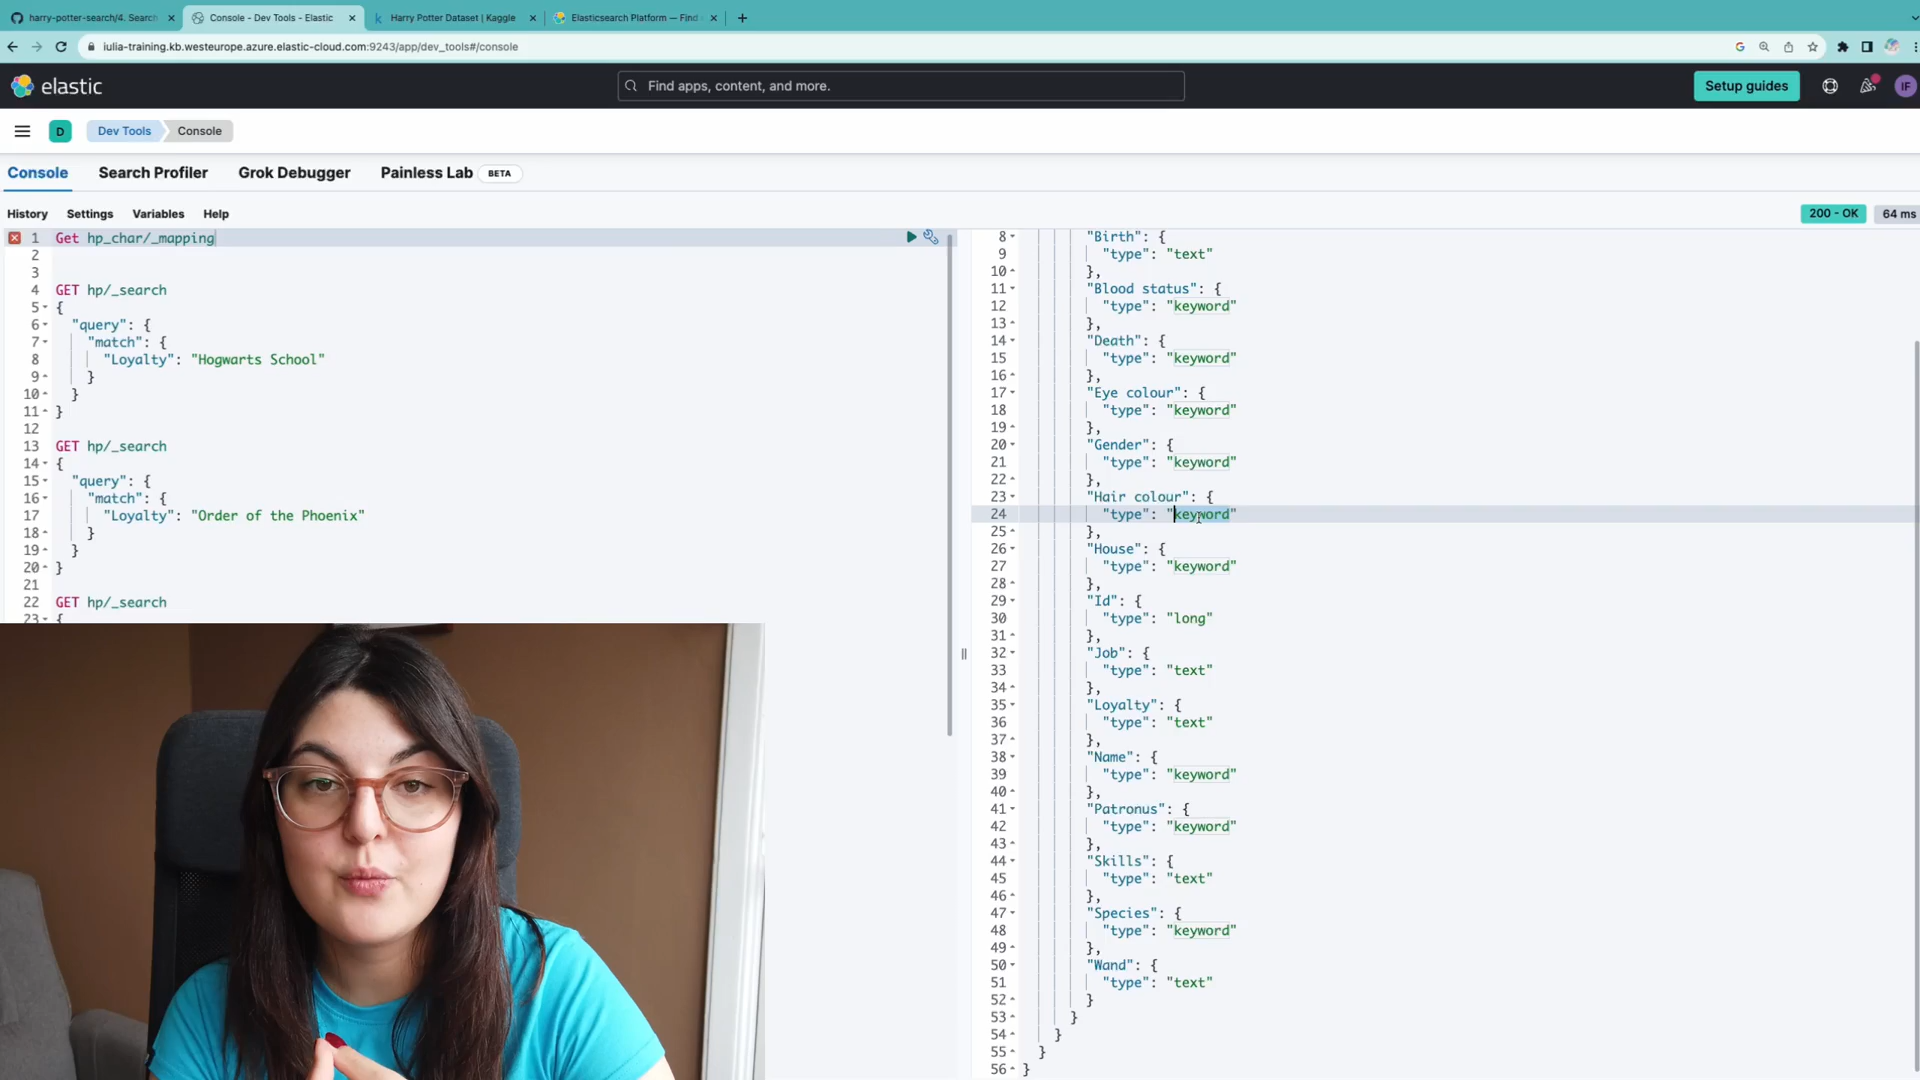 harry-potter-search/4. Search
Console - Dev Tools - Elastic
Harry Potter Dataset | Kaggle
Elasticsearch Platform — Find
iulia-training.kb.westeurope.azure.elastic-cloud.com:9243/app/dev_tools#/console
elastic
Find apps, content, and more.
Setup guides
IF
D
Dev Tools
Console
Console
Search Profiler
Grok Debugger
Painless Lab
BETA
History
Settings
Variables
Help
200 - OK
64 ms
1 Get hp_char/_mapping
2
3
4 GET hp/_search
5 {
6 "query": {
7 "match": {
8 "Loyalty": "Hogwarts School"
9 }
10 }
11 }
12
13 GET hp/_search
14 {
15 "query": {
16 "match": {
17 "Loyalty": "Order of the Phoenix"
18 }
19 }
20 }
21
22 GET hp/_search
23 {
8 "Birth": {
9 "type": "text"
10 },
11 "Blood status": {
12 "type": "keyword"
13 },
14 "Death": {
15 "type": "keyword"
16 },
17 "Eye colour": {
18 "type": "keyword"
19 },
20 "Gender": {
21 "type": "keyword"
22 },
23 "Hair colour": {
24 "type": "keyword"
25 },
26 "House": {
27 "type": "keyword"
28 },
29 "Id": {
30 "type": "long"
31 },
32 "Job": {
33 "type": "text"
34 },
35 "Loyalty": {
36 "type": "text"
37 },
38 "Name": {
39 "type": "keyword"
40 },
41 "Patronus": {
42 "type": "keyword"
43 },
44 "Skills": {
45 "type": "text"
46 },
47 "Species": {
48 "type": "keyword"
49 },
50 "Wand": {
51 "type": "text"
52 }
53 }
54 }
55 }
56 }